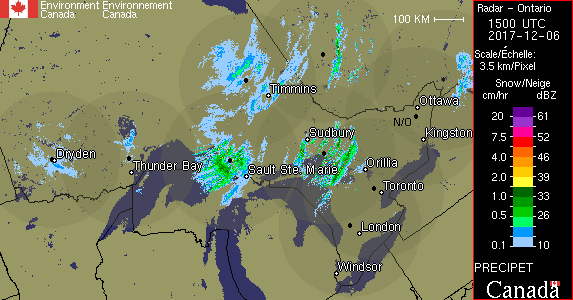 Environment Environnement
Canada Canada
100 KM
Timmins
Ottawa
N/O
Sudbury
Kingston
Dryden
Thunder Bay
Sault Ste. Marie
Orillia
Toronto
London
Windsor
Radar - Ontario
1500 UTC
2017-12-06
Scale/Échelle:
3.5 km/Pixel
Snow/Neige
cm/hr dBZ
20 61
7.5 52
4.0 46
2.0 39
1.0 33
0.5 26
0.1 10
PRECIPET
Canada